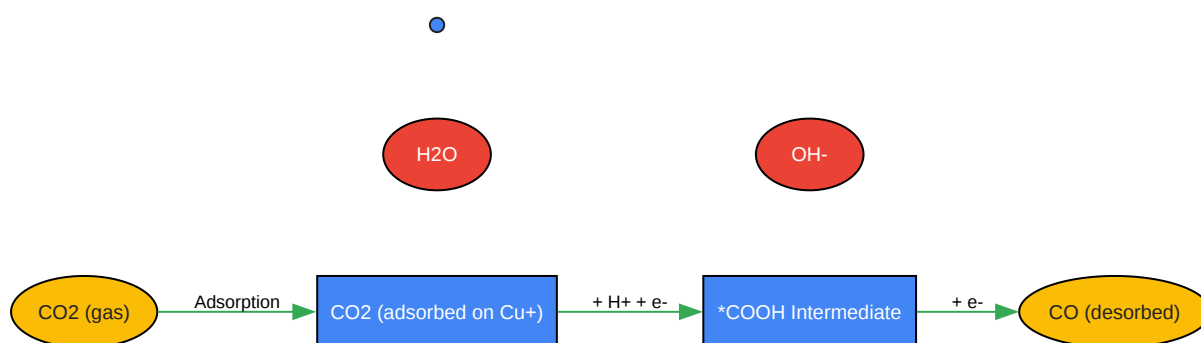 H2O
OH-
CO2 (gas)
Adsorption
CO2 (adsorbed on Cu+)
+ H+ + e-
*COOH Intermediate
+ e-
CO (desorbed)